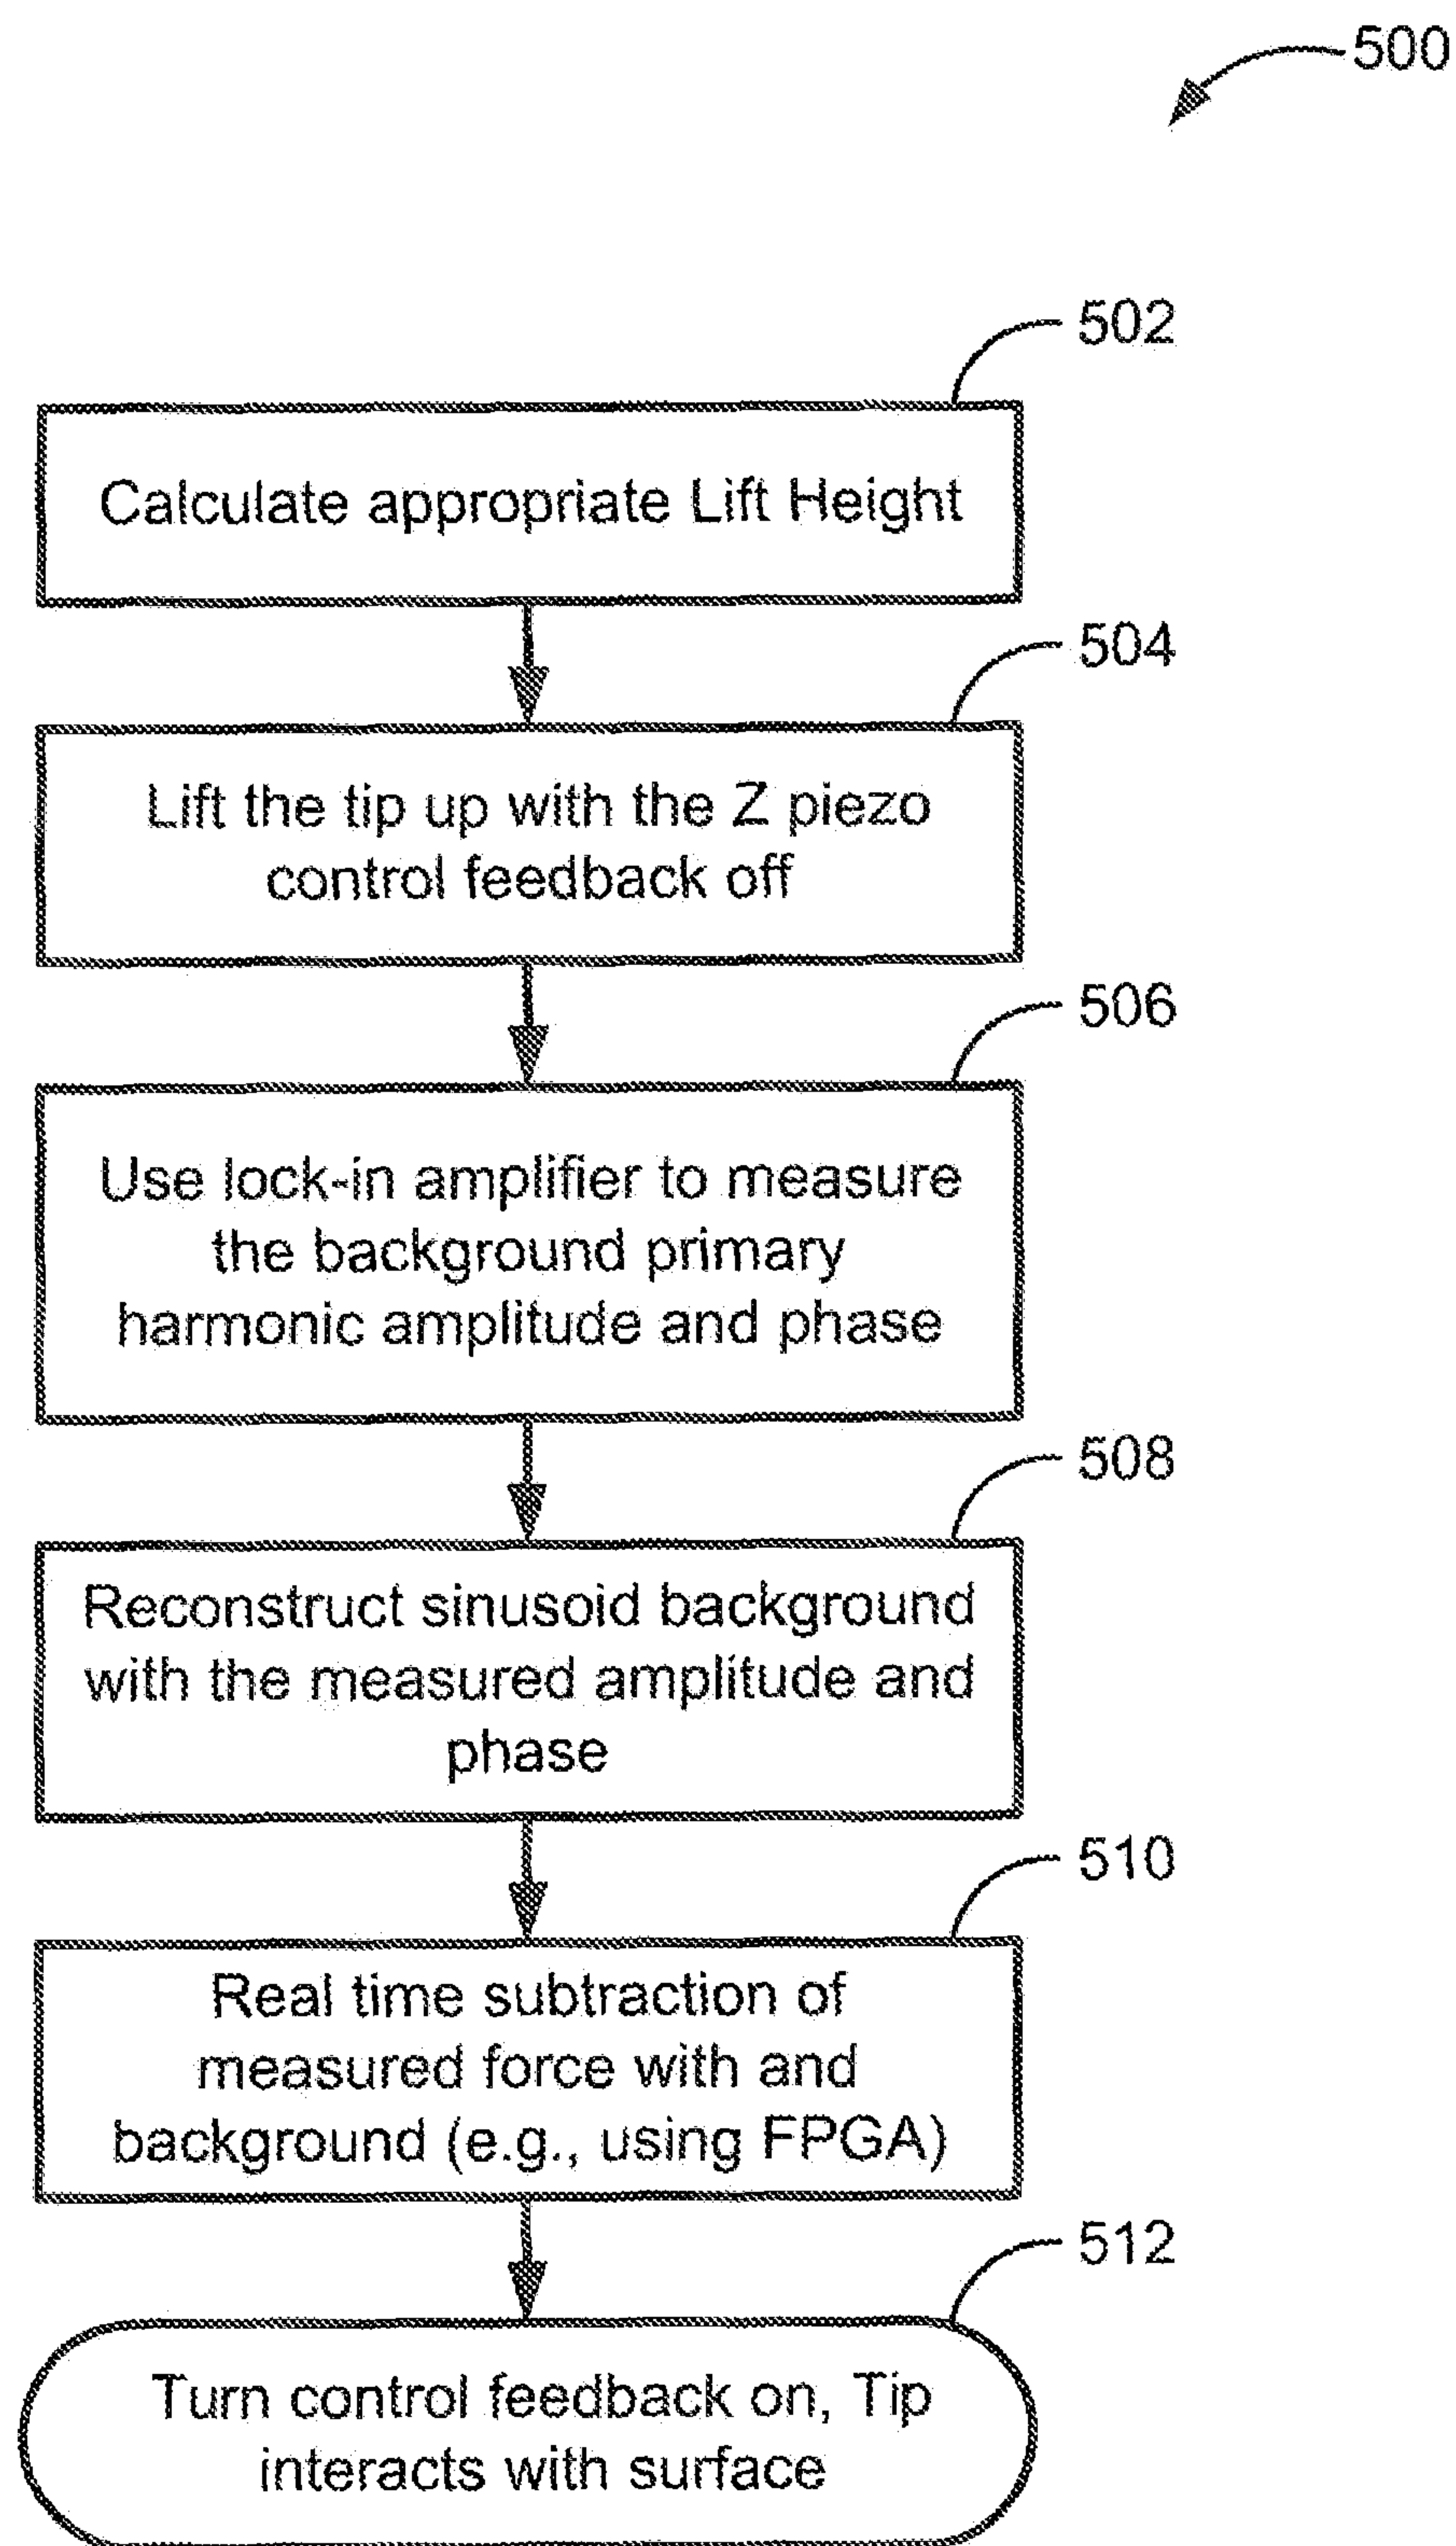 500
502
Calculate appropriate Lift Height
504
Lift the tip up with the Z piezo
control feedback off
506
Use lock-in amplifier to measure
the background primary
harmonic amplitude and phase
508
Reconstruct sinusoid background
with the measured amplitude and
phase
510
Real time subtraction of
measured force with and
background (e.g., using FPGA)
512
Turn control feedback on, Tip
interacts with surface